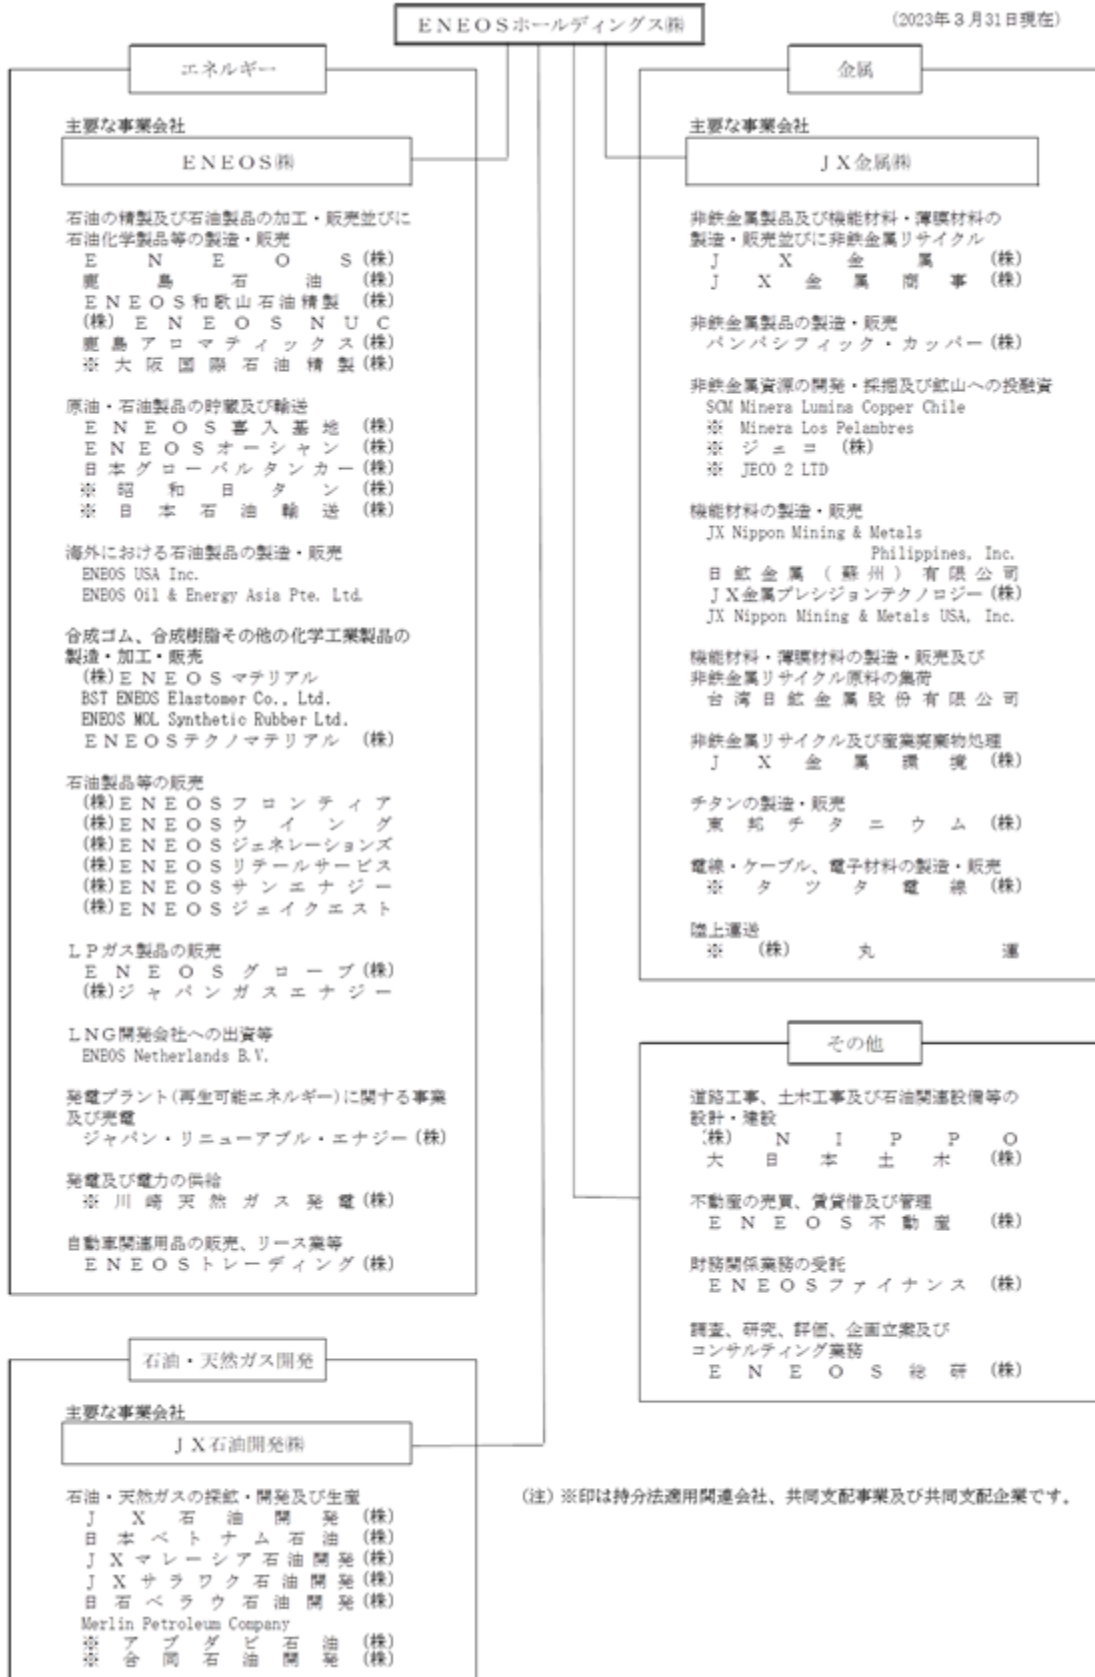 ENEOSホールディングス㈱
(2023年3月31日現在)
エネルギー
主要な事業会社
ENEOS㈱
石油の精製及び石油製品の加工・販売並びに
石油化学製品等の製造・販売
ENEOS(株)
鹿島石油(株)
ENEOS和歌山石油精製(株)
(株)ENEOSNUC
鹿島アロマティックス(株)
※大阪国際石油精製(株)
原油・石油製品の貯蔵及び輸送
ENEOS喜入基地(株)
ENEOSオーシャン(株)
日本グローバルタンカー(株)
※昭和日タン(株)
※日本石油輸送(株)
海外における石油製品の製造・販売
ENEOS USA Inc.
ENEOS Oil & Energy Asia Pte. Ltd.
合成ゴム、合成樹脂その他の化学工業製品の
製造・加工・販売
(株)ENEOSマテリアル
BST ENEOS Elastomer Co., Ltd.
ENEOS MOL Synthetic Rubber Ltd.
ENEOSテクノマテリアル(株)
石油製品等の販売
(株)ENEOSフロンティア
(株)ENEOSウイング
(株)ENEOSジェネレーションズ
(株)ENEOSリテールサービス
(株)ENEOSサンエナジー
(株)ENEOSジェイクエスト
LPガス製品の販売
ENEOSグローブ(株)
(株)ジャパンガスエナジー
LNG開発会社への出資等
ENEOS Netherlands B.V.
発電プラント(再生可能エネルギー)に関する事業
及び売電
ジャパン・リニューアブル・エナジー(株)
発電及び電力の供給
※川崎天然ガス発電(株)
自動車関連用品の販売、リース業等
ENEOSトレーディング(株)
石油・天然ガス開発
主要な事業会社
JX石油開発㈱
石油・天然ガスの探鉱・開発及び生産
JX石油開発(株)
日本ベトナム石油(株)
JXマレーシア石油開発(株)
JXサラワク石油開発(株)
日石ベラウ石油開発(株)
Merlin Petroleum Company
※アブダビ石油(株)
※合同石油開発(株)
金属
主要な事業会社
JX金属㈱
非鉄金属製品及び機能材料・薄膜材料の
製造・販売並びに非鉄金属リサイクル
JX金属(株)
JX金属商事(株)
非鉄金属製品の製造・販売
パンパシフィック・カッパー(株)
非鉄金属資源の開発・採掘及び鉱山への投融資
SCM Minera Lumina Copper Chile
※ Minera Los Pelambres
※ ジェコ(株)
※ JECO 2 LTD
機能材料の製造・販売
JX Nippon Mining & Metals
Philippines, Inc.
日鉱金属(蘇州)有限公司
JX金属プレシジョンテクノロジー(株)
JX Nippon Mining & Metals USA, Inc.
機能材料・薄膜材料の製造・販売及び
非鉄金属リサイクル原料の集荷
台湾日鉱金属股份有限公司
非鉄金属リサイクル及び産業廃棄物処理
JX金属環境(株)
チタンの製造・販売
東邦チタニウム(株)
電線・ケーブル、電子材料の製造・販売
※タツタ電線(株)
陸上運送
※(株)丸運
その他
道路工事、土木工事及び石油関連設備等の
設計・建設
(株)NIPPO
大日本土木(株)
不動産の売買、賃貸借及び管理
ENEOS不動産(株)
財務関係業務の受託
ENEOSファイナンス(株)
調査、研究、評価、企画立案及び
コンサルティング業務
ENEOS総研(株)
(注)※印は持分法適用関連会社、共同支配事業及び共同支配企業です。